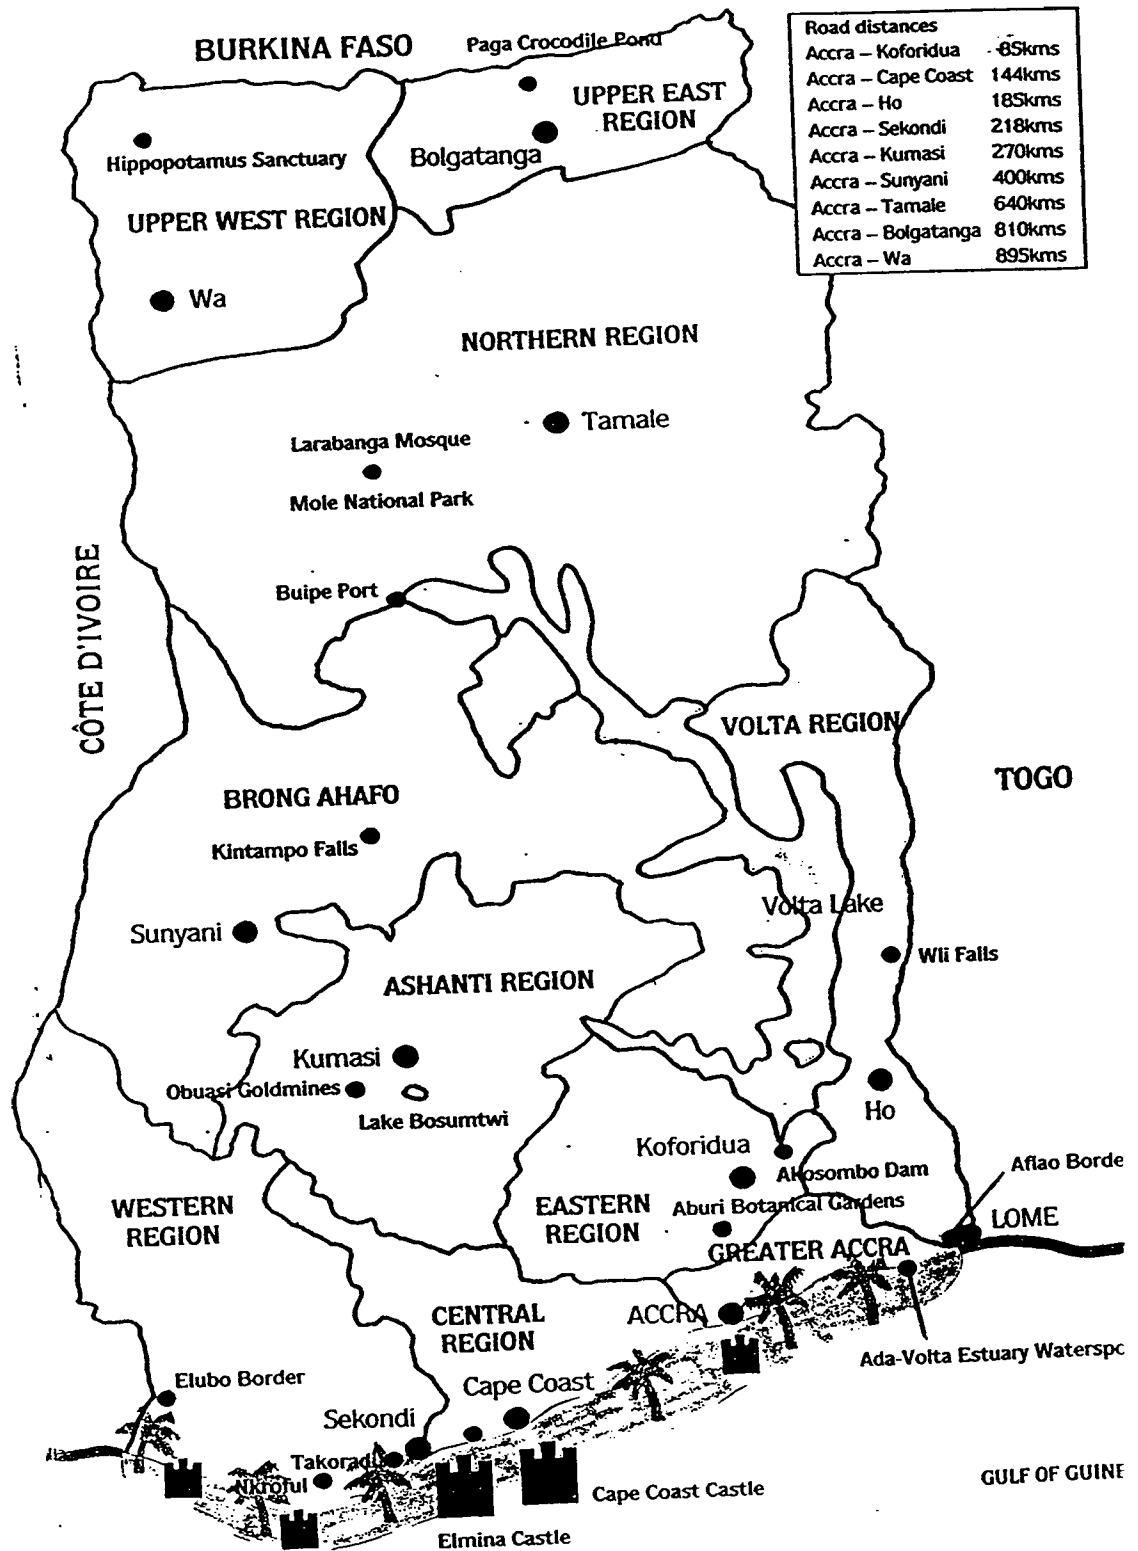 BURKINA FASO
Paga Crocodile Pond
Road distances
Accra – Koforidua 85kms
Accra – Cape Coast 144kms
Accra – Ho 185kms
Accra – Sekondi 218kms
Accra – Kumasi 270kms
Accra – Sunyani 400kms
Accra – Tamale 640kms
Accra – Bolgatanga 810kms
Accra – Wa 895kms
UPPER EAST
REGION
Hippopotamus Sanctuary
Bolgatanga
UPPER WEST REGION
Wa
NORTHERN REGION
Tamale
Larabanga Mosque
Mole National Park
CÔTE D'IVOIRE
Buipe Port
VOLTA REGION
TOGO
BRONG AHAFO
Kintampo Falls
Volta Lake
Sunyani
Wli Falls
ASHANTI REGION
Kumasi
Obuasi Goldmines
Lake Bosumtwi
Ho
Koforidua
Akosombo Dam
Aflao Borde
WESTERN
REGION
EASTERN
REGION
Aburi Botanical Gardens
LOME
GREATER ACCRA
CENTRAL
REGION
ACCRA
Ada-Volta Estuary Waterspo
Elubo Border
Cape Coast
Sekondi
Takoradi
Nkroful
Cape Coast Castle
GULF OF GUINE
Elmina Castle